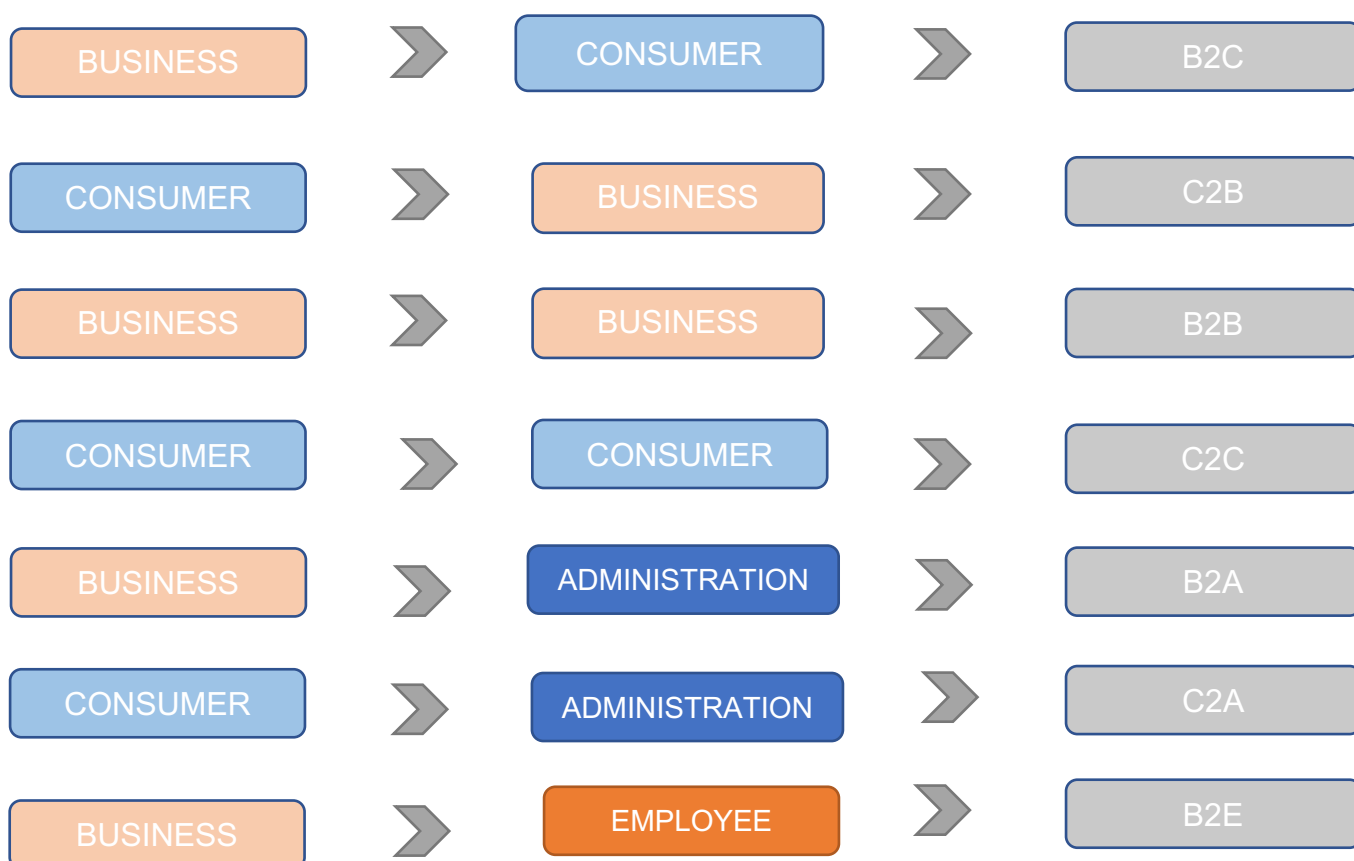 BUSINESS CONSUMER B2C
CONSUMER BUSINESS C2B
BUSINESS BUSINESS B2B
CONSUMER CONSUMER C2C
BUSINESS ADMINISTRATION B2A
CONSUMER ADMINISTRATION C2A
BUSINESS EMPLOYEE B2E